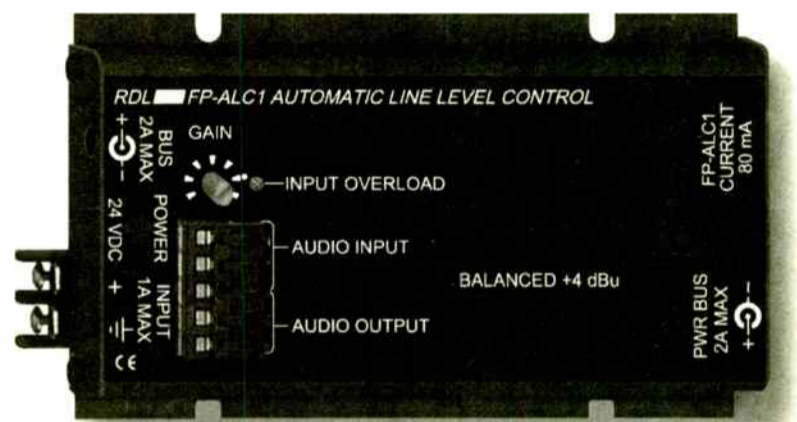 RDL FP-ALC1 AUTOMATIC LINE LEVEL CONTROL
+ -
BUS
2A MAX
GAIN
INPUT OVERLOAD
POWER INPUT
24 VDC + 1A MAX
CE
AUDIO INPUT
AUDIO OUTPUT
BALANCED +4 dBu
FP-ALC1
CURRENT
80 mA
PWR BUS
2A MAX
+ -